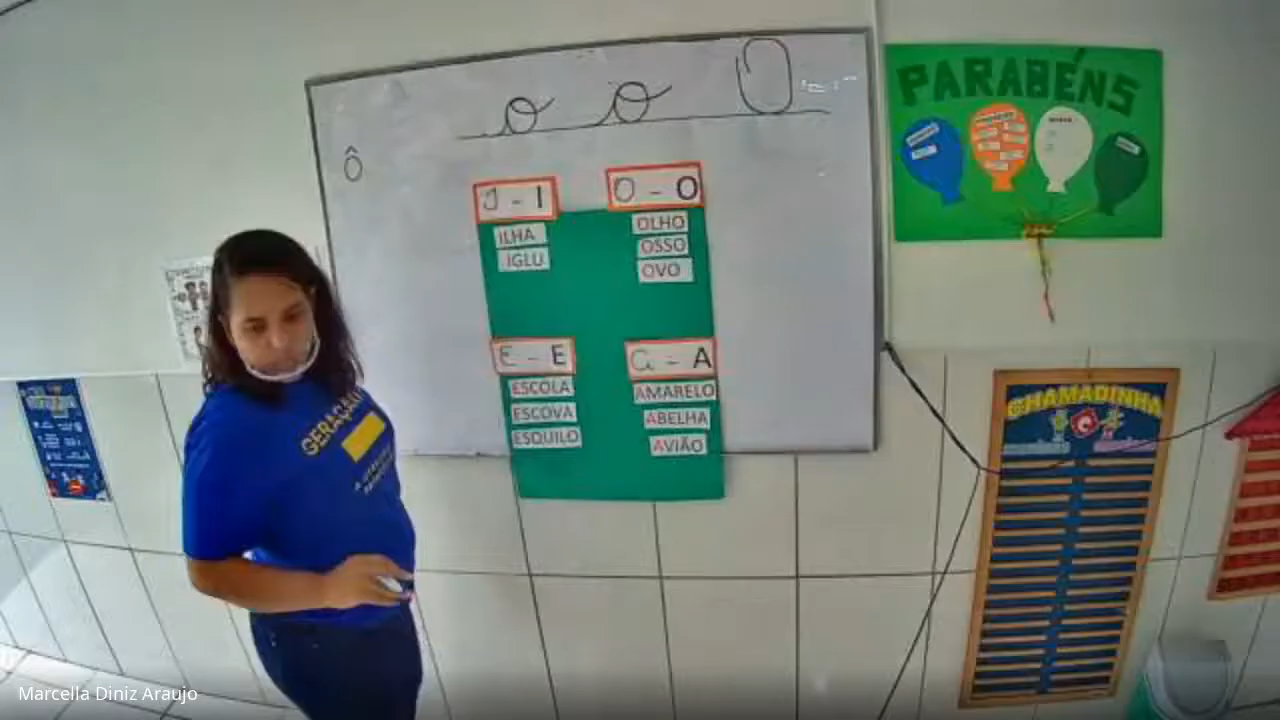 o o O
Ô
I - I
O - O
ILHA
IGLU
OLHO
OSSO
OVO
E - E
A - A
ESCOLA
ESCOVA
ESQUILO
AMARELO
ABELHA
AVIÃO
PARABÉNS
CHAMADINHA
GERAÇÃO
Marcella Diniz Araujo